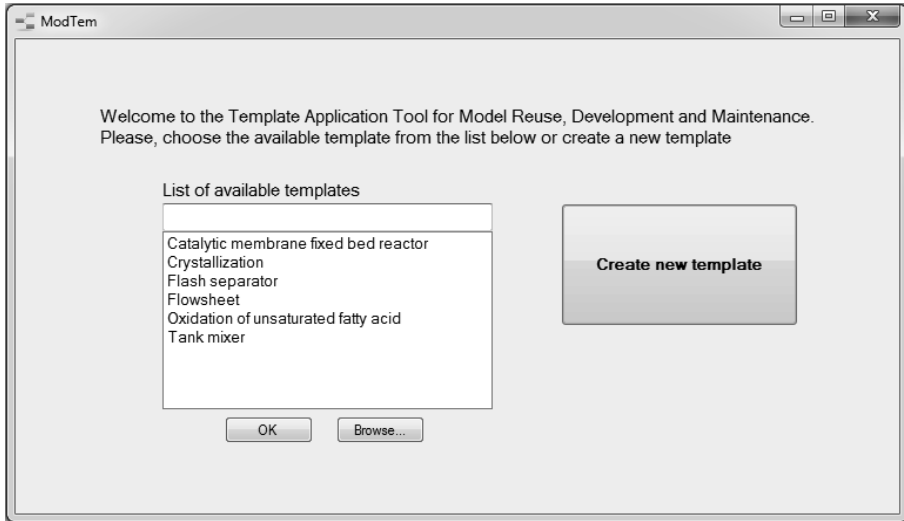 ModTem
Welcome to the Template Application Tool for Model Reuse, Development and Maintenance.
Please, choose the available template from the list below or create a new template
List of available templates
Catalytic membrane fixed bed reactor
Crystallization
Flash separator
Flowsheet
Oxidation of unsaturated fatty acid
Tank mixer
Create new template
OK
Browse...